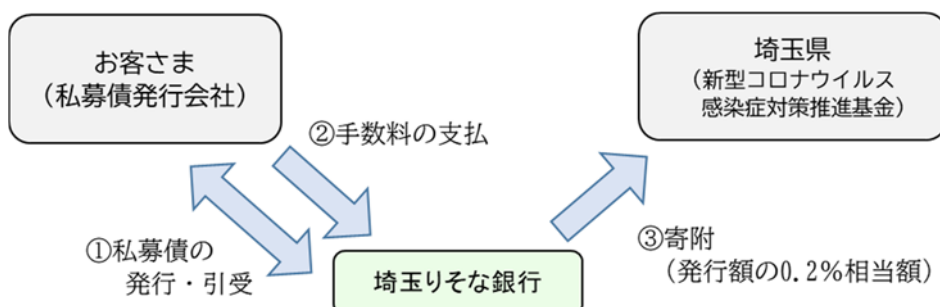 お客さま
（私募債発行会社）
埼玉県
（新型コロナウイルス
感染症対策推進基金）
②手数料の支払
①私募債の
発行・引受
③寄附
（発行額の0.2％相当額）
埼玉りそな銀行